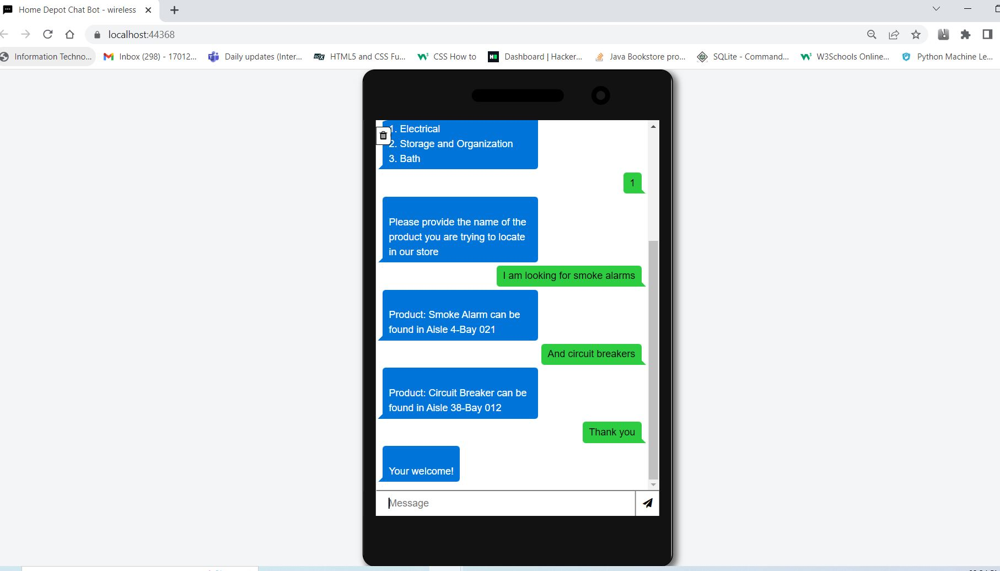 Home Depot Chat Bot - wireless
localhost:44368
Information Techno...
Inbox (298) - 17012...
Daily updates (Inter...
HTML5 and CSS Fu...
CSS How to
Dashboard | Hacker...
Java Bookstore pro...
SQLite - Command...
W3Schools Online...
Python Machine Le...
1. Electrical
2. Storage and Organization
3. Bath
1
Please provide the name of the
product you are trying to locate
in our store
I am looking for smoke alarms
Product: Smoke Alarm can be
found in Aisle 4-Bay 021
And circuit breakers
Product: Circuit Breaker can be
found in Aisle 38-Bay 012
Thank you
Your welcome!
Message